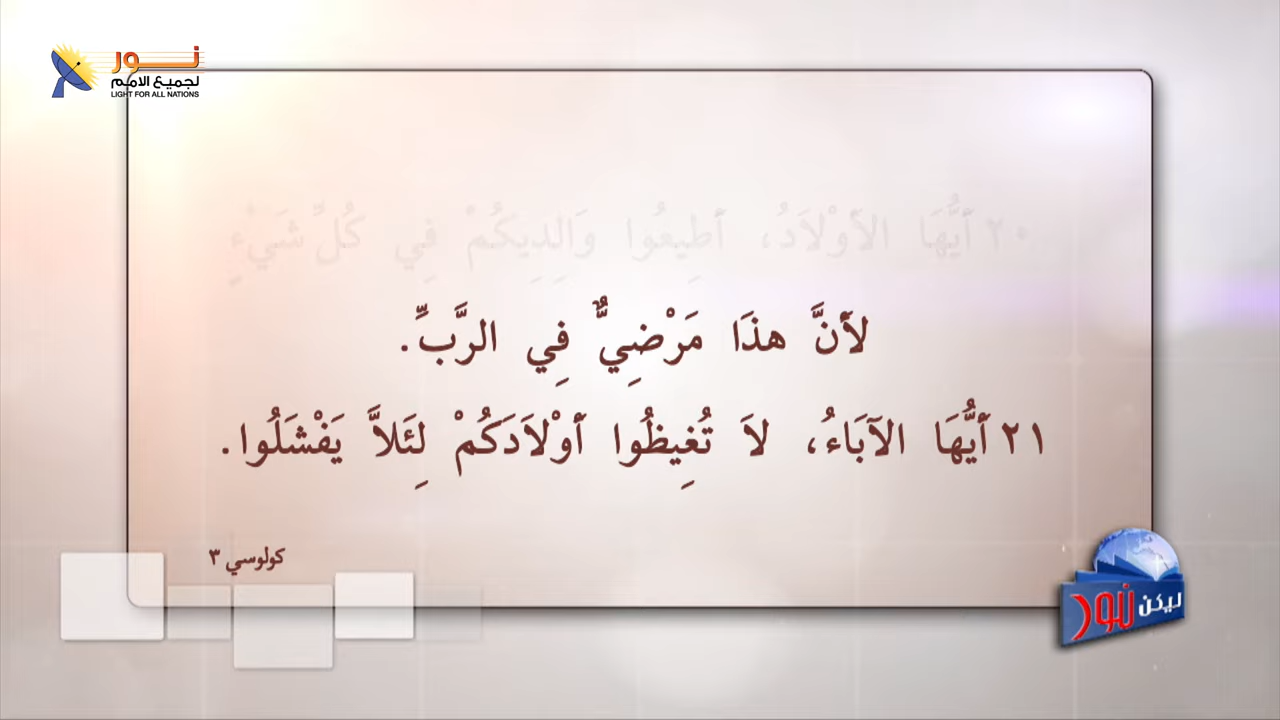 نور
لجميع الامم
LIGHT FOR ALL NATIONS
٢٠ أَيُّهَا الأَوْلاَدُ، أَطِيعُوا وَالِدِيكُمْ فِي كُلِّ شَيْءٍ
لأَنَّ هذَا مَرْضِيٌّ فِي الرَّبِّ.
٢١ أَيُّهَا الآبَاءُ، لاَ تُغِيظُوا أَوْلاَدَكُمْ لِئَلاَّ يَفْشَلُوا.
كولوسي ٣
ليكن نور